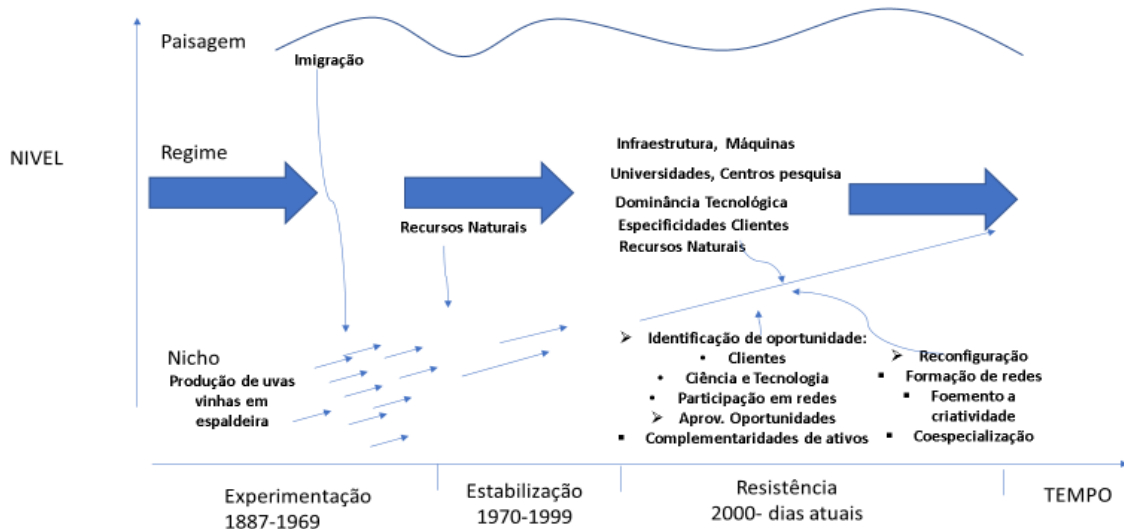 Paisagem
Imigração
NIVEL
Regime
Recursos Naturais
Infraestrutura, Máquinas
Universidades, Centros pesquisa
Dominância Tecnológica
Especificidades Clientes
Recursos Naturais
Nicho
Produção de uvas
vinhas em
espaldeira
➢ Identificação de oportunidade:
• Clientes
• Ciência e Tecnologia
• Participação em redes
➢ Aprov. Oportunidades
▪ Complementaridades de ativos
➢ Reconfiguração
▪ Formação de redes
▪ Foemento a
criatividade
▪ Coespecialização
Experimentação
1887-1969
Estabilização
1970-1999
Resistência
2000- dias atuais
TEMPO